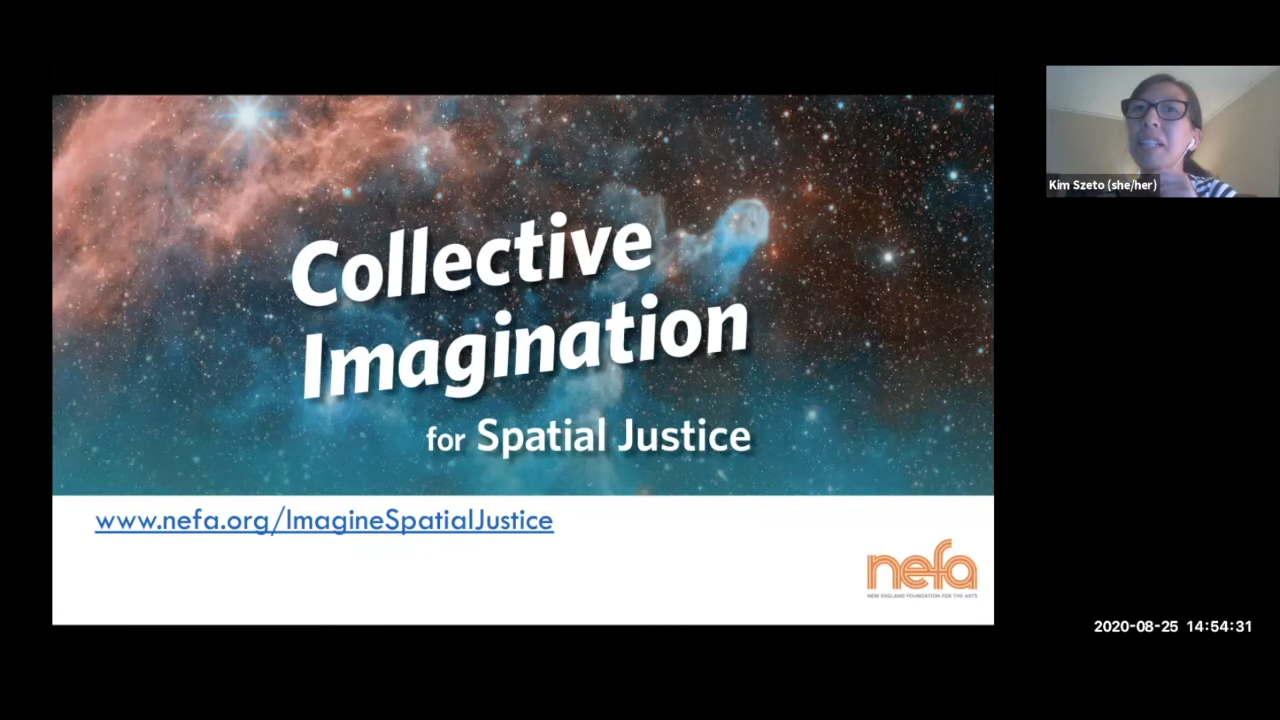 Collective
Imagination
for Spatial Justice
www.nefa.org/ImagineSpatialJustice
nefa
NEW ENGLAND FOUNDATION FOR THE ARTS
Kim Szeto (she/her)
2020-08-25 14:54:31